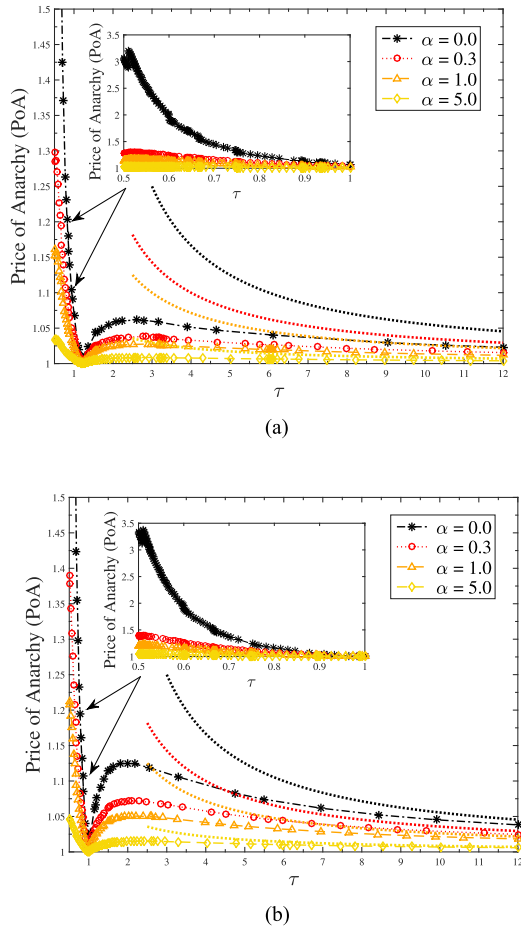 1.5
1.45
1.4
1.35
1.3
1.25
1.2
1.15
1.1
1.05
1
Price of Anarchy (PoA)
2 3 4 5 6 7 8 9 10 11 12
τ
3.5
3
2.5
2
1.5
1
Price of Anarchy (PoA)
0.5 0.6 0.7 0.8 0.9 1
τ
α = 0.0
α = 0.3
α = 1.0
α = 5.0
(a)
1.5
1.45
1.4
1.35
1.3
1.25
1.2
1.15
1.1
1.05
1
Price of Anarchy (PoA)
1 2 3 4 5 6 7 8 9 10 11 12
τ
3.5
3
2.5
2
1.5
1
Price of Anarchy (PoA)
0.5 0.6 0.7 0.8 0.9 1
τ
α = 0.0
α = 0.3
α = 1.0
α = 5.0
(b)